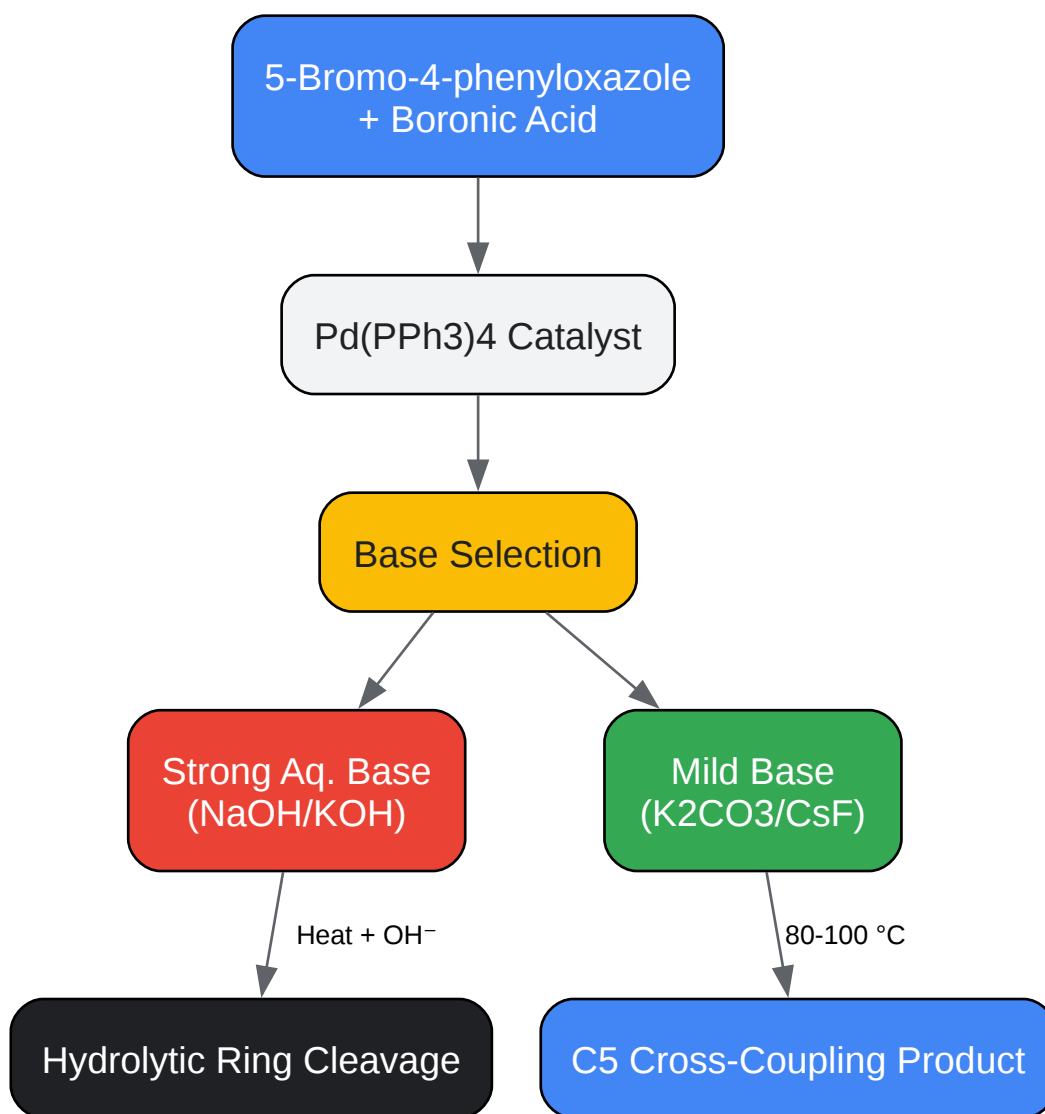 5-Bromo-4-phenyloxazole
+ Boronic Acid
Pd(PPh3)4 Catalyst
Base Selection
Strong Aq. Base
(NaOH/KOH)
Mild Base
(K2CO3/CsF)
Heat + OH⁻
80-100 °C
Hydrolytic Ring Cleavage
C5 Cross-Coupling Product